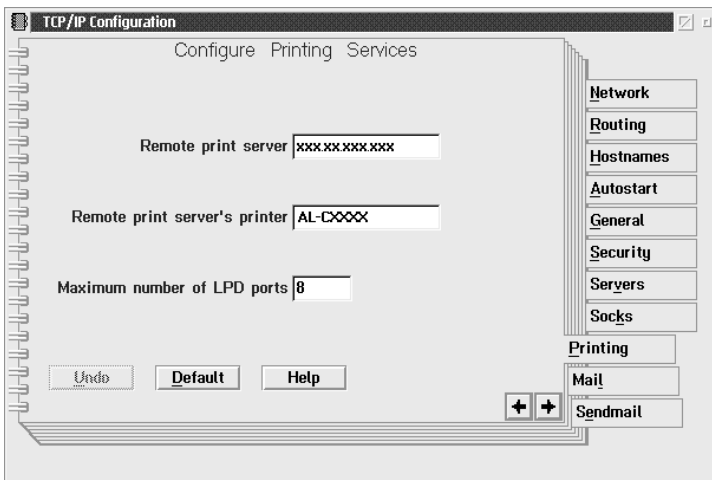 TCP/IP Configuration
Configure Printing Services
Remote print server xxx.xx.xxx.xxx
Remote print server's printer AL-CXXXX
Maximum number of LPD ports 8
Undo Default Help
Network
Routing
Hostnames
Autostart
General
Security
Servers
Socks
Printing
Mail
Sendmail